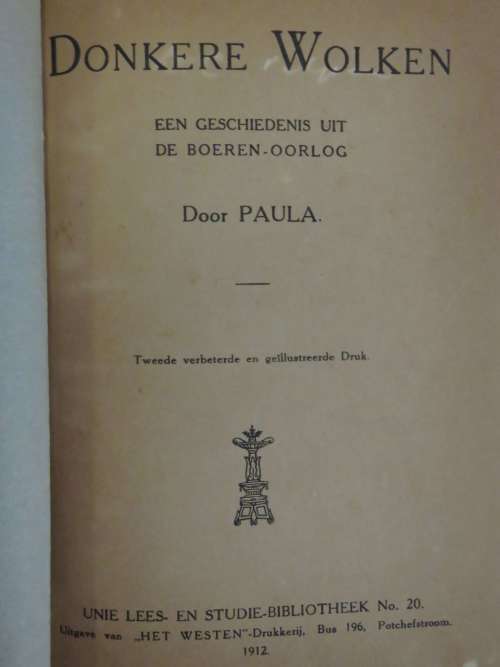 DONKERE WOLKEN
EEN GESCHIEDENIS UIT
DE BOEREN-OORLOG
Door PAULA.
Tweede verbeterde en geïllustreerde Druk.
UNIE LEES- EN STUDIE-BIBLIOTHEEK No. 20.
Uitgave van „HET WESTEN"-Drukkerij, Bus 196, Potchefstroom.
1912.